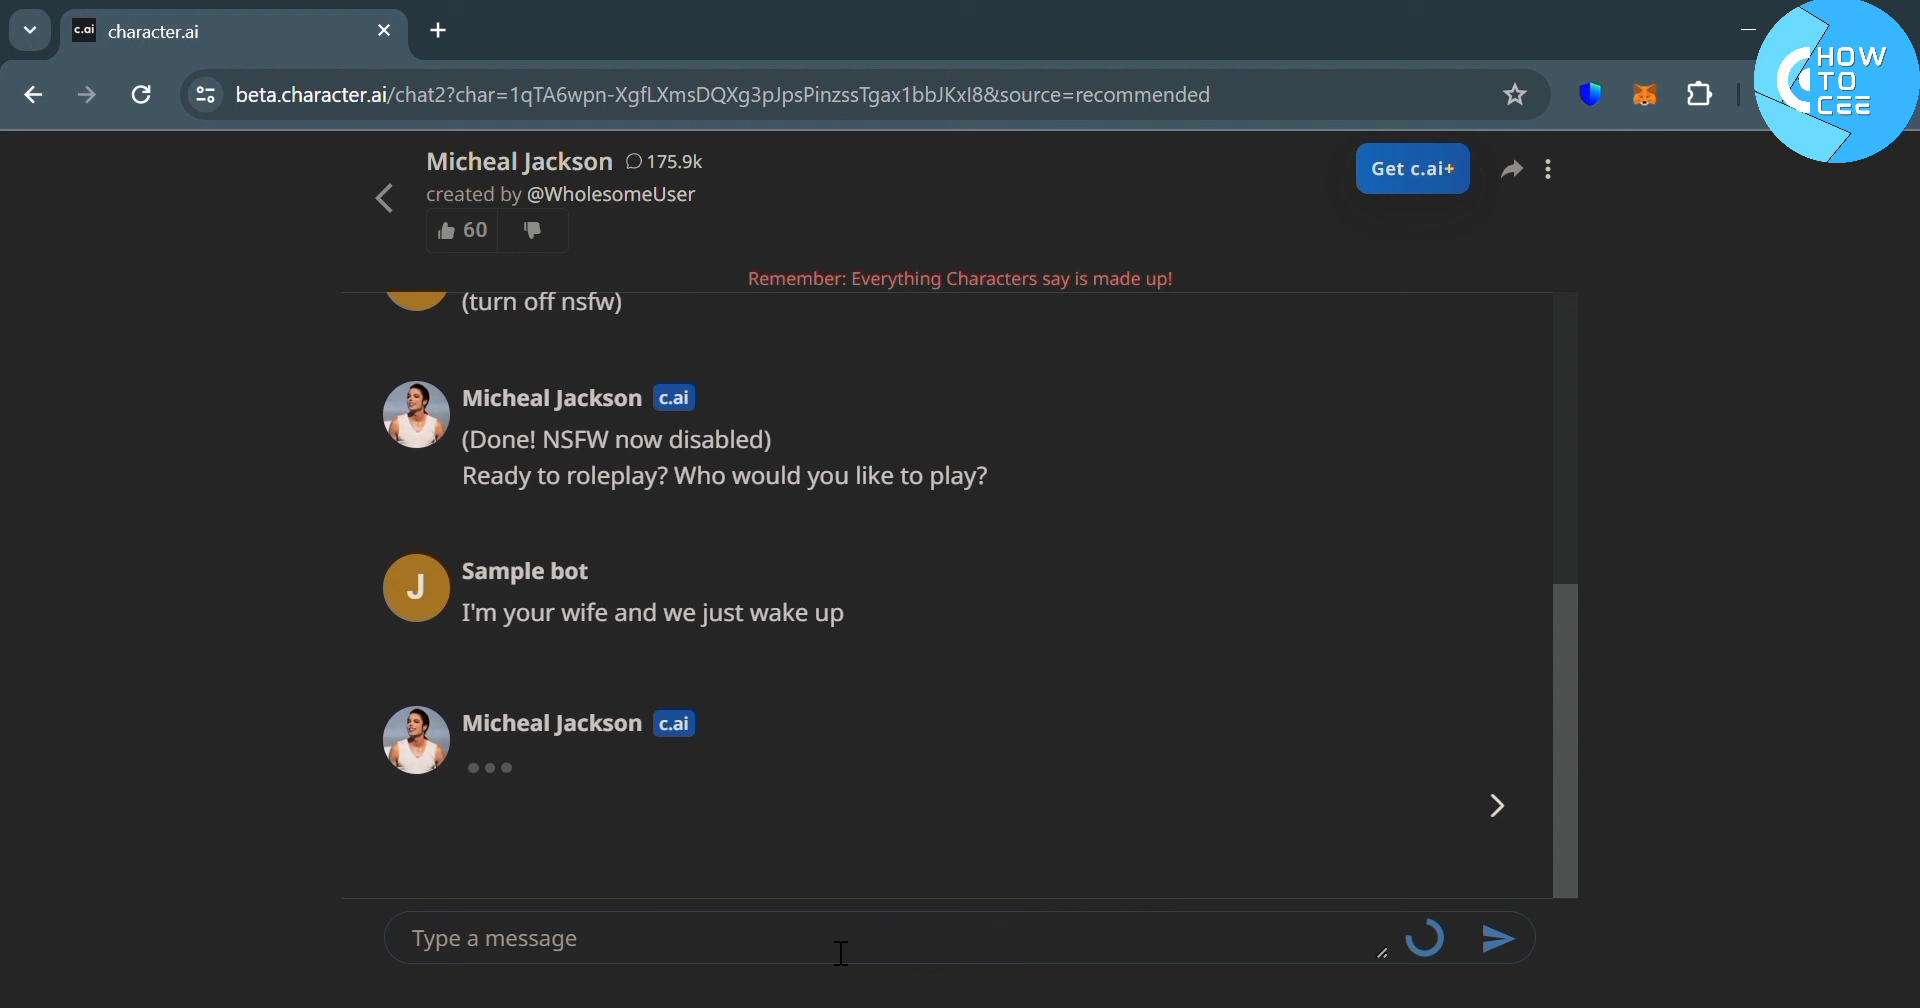 c.ai character.ai
beta.character.ai/chat2?char=1qTA6wpn-XgfLXmsDQXg3pJpsPinzssTgax1bbJKxI8&source=recommended
HOW
TO
CEE
Micheal Jackson 175.9k
Get c.ai+
created by @WholesomeUser
60
Remember: Everything Characters say is made up!
(turn off nsfw)
Micheal Jackson c.ai
(Done! NSFW now disabled)
Ready to roleplay? Who would you like to play?
J
Sample bot
I'm your wife and we just wake up
Micheal Jackson c.ai
Type a message